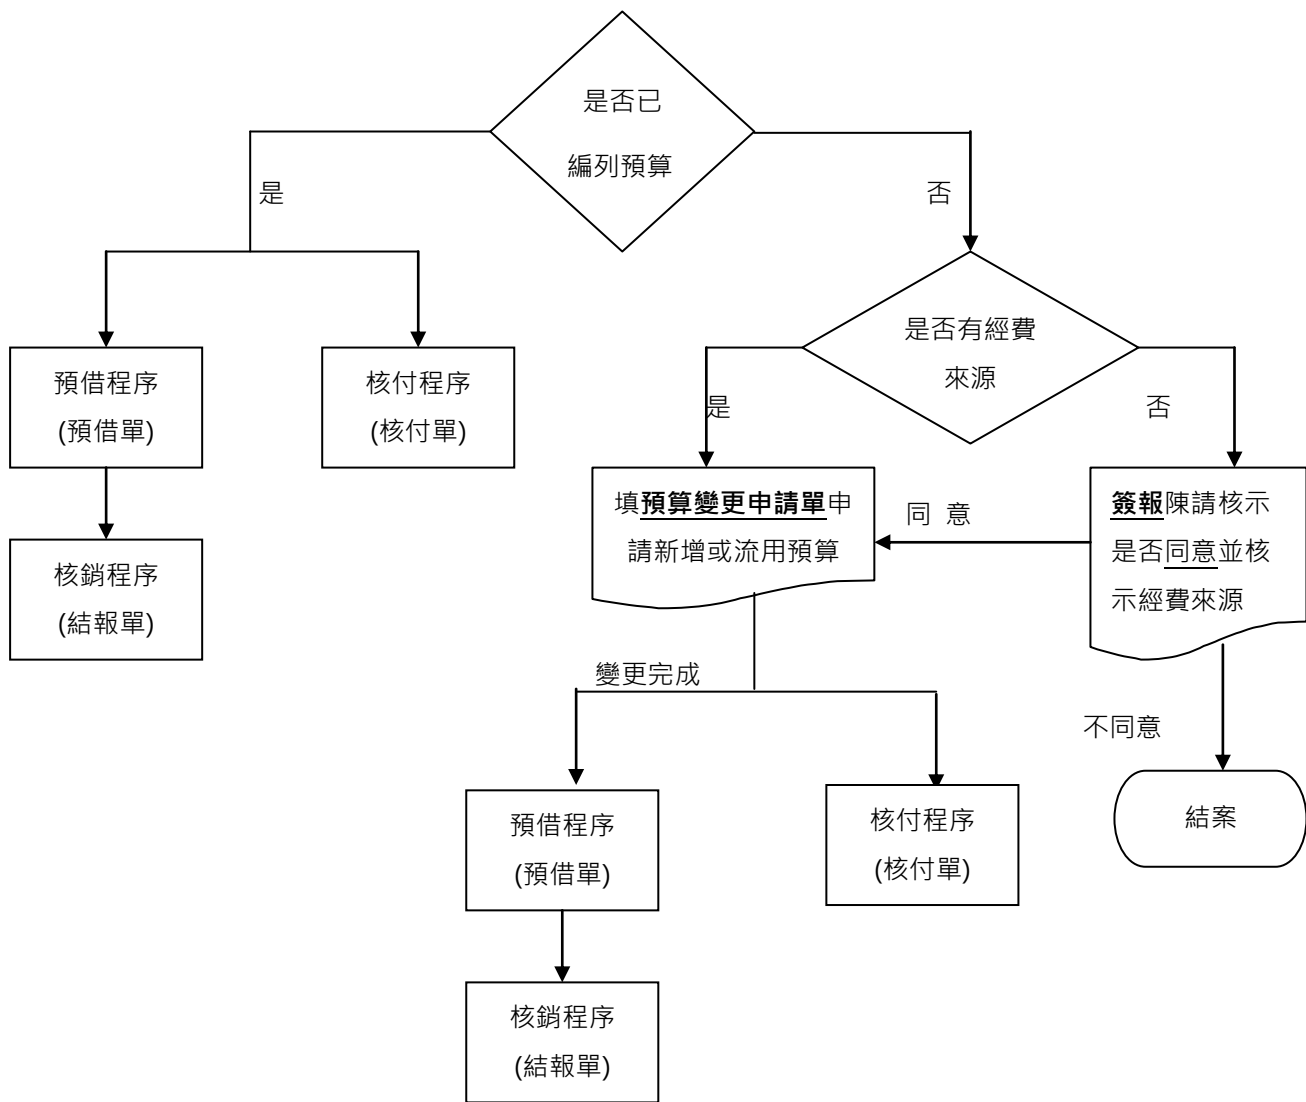 是否已
編列預算
是
否
是否有經費
來源
預借程序
(預借單)
核付程序
(核付單)
是
否
填預算變更申請單申
請新增或流用預算
同 意
簽報陳請核示
是否同意並核
示經費來源
核銷程序
(結報單)
變更完成
不同意
預借程序
(預借單)
核付程序
(核付單)
結案
核銷程序
(結報單)